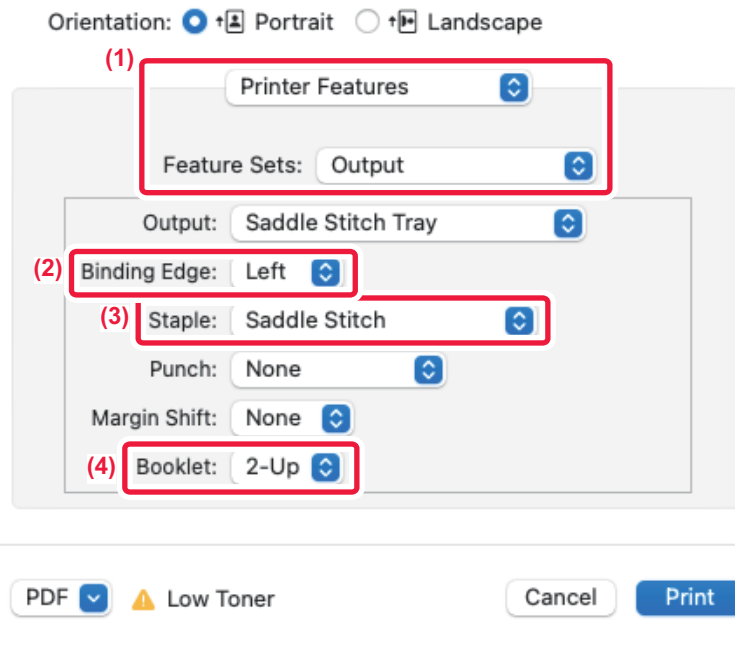 Orientation: Portrait Landscape
(1)
Printer Features
Feature Sets: Output
Output: Saddle Stitch Tray
(2) Binding Edge: Left
(3) Staple: Saddle Stitch
Punch: None
Margin Shift: None
(4) Booklet: 2-Up
PDF Low Toner Cancel Print